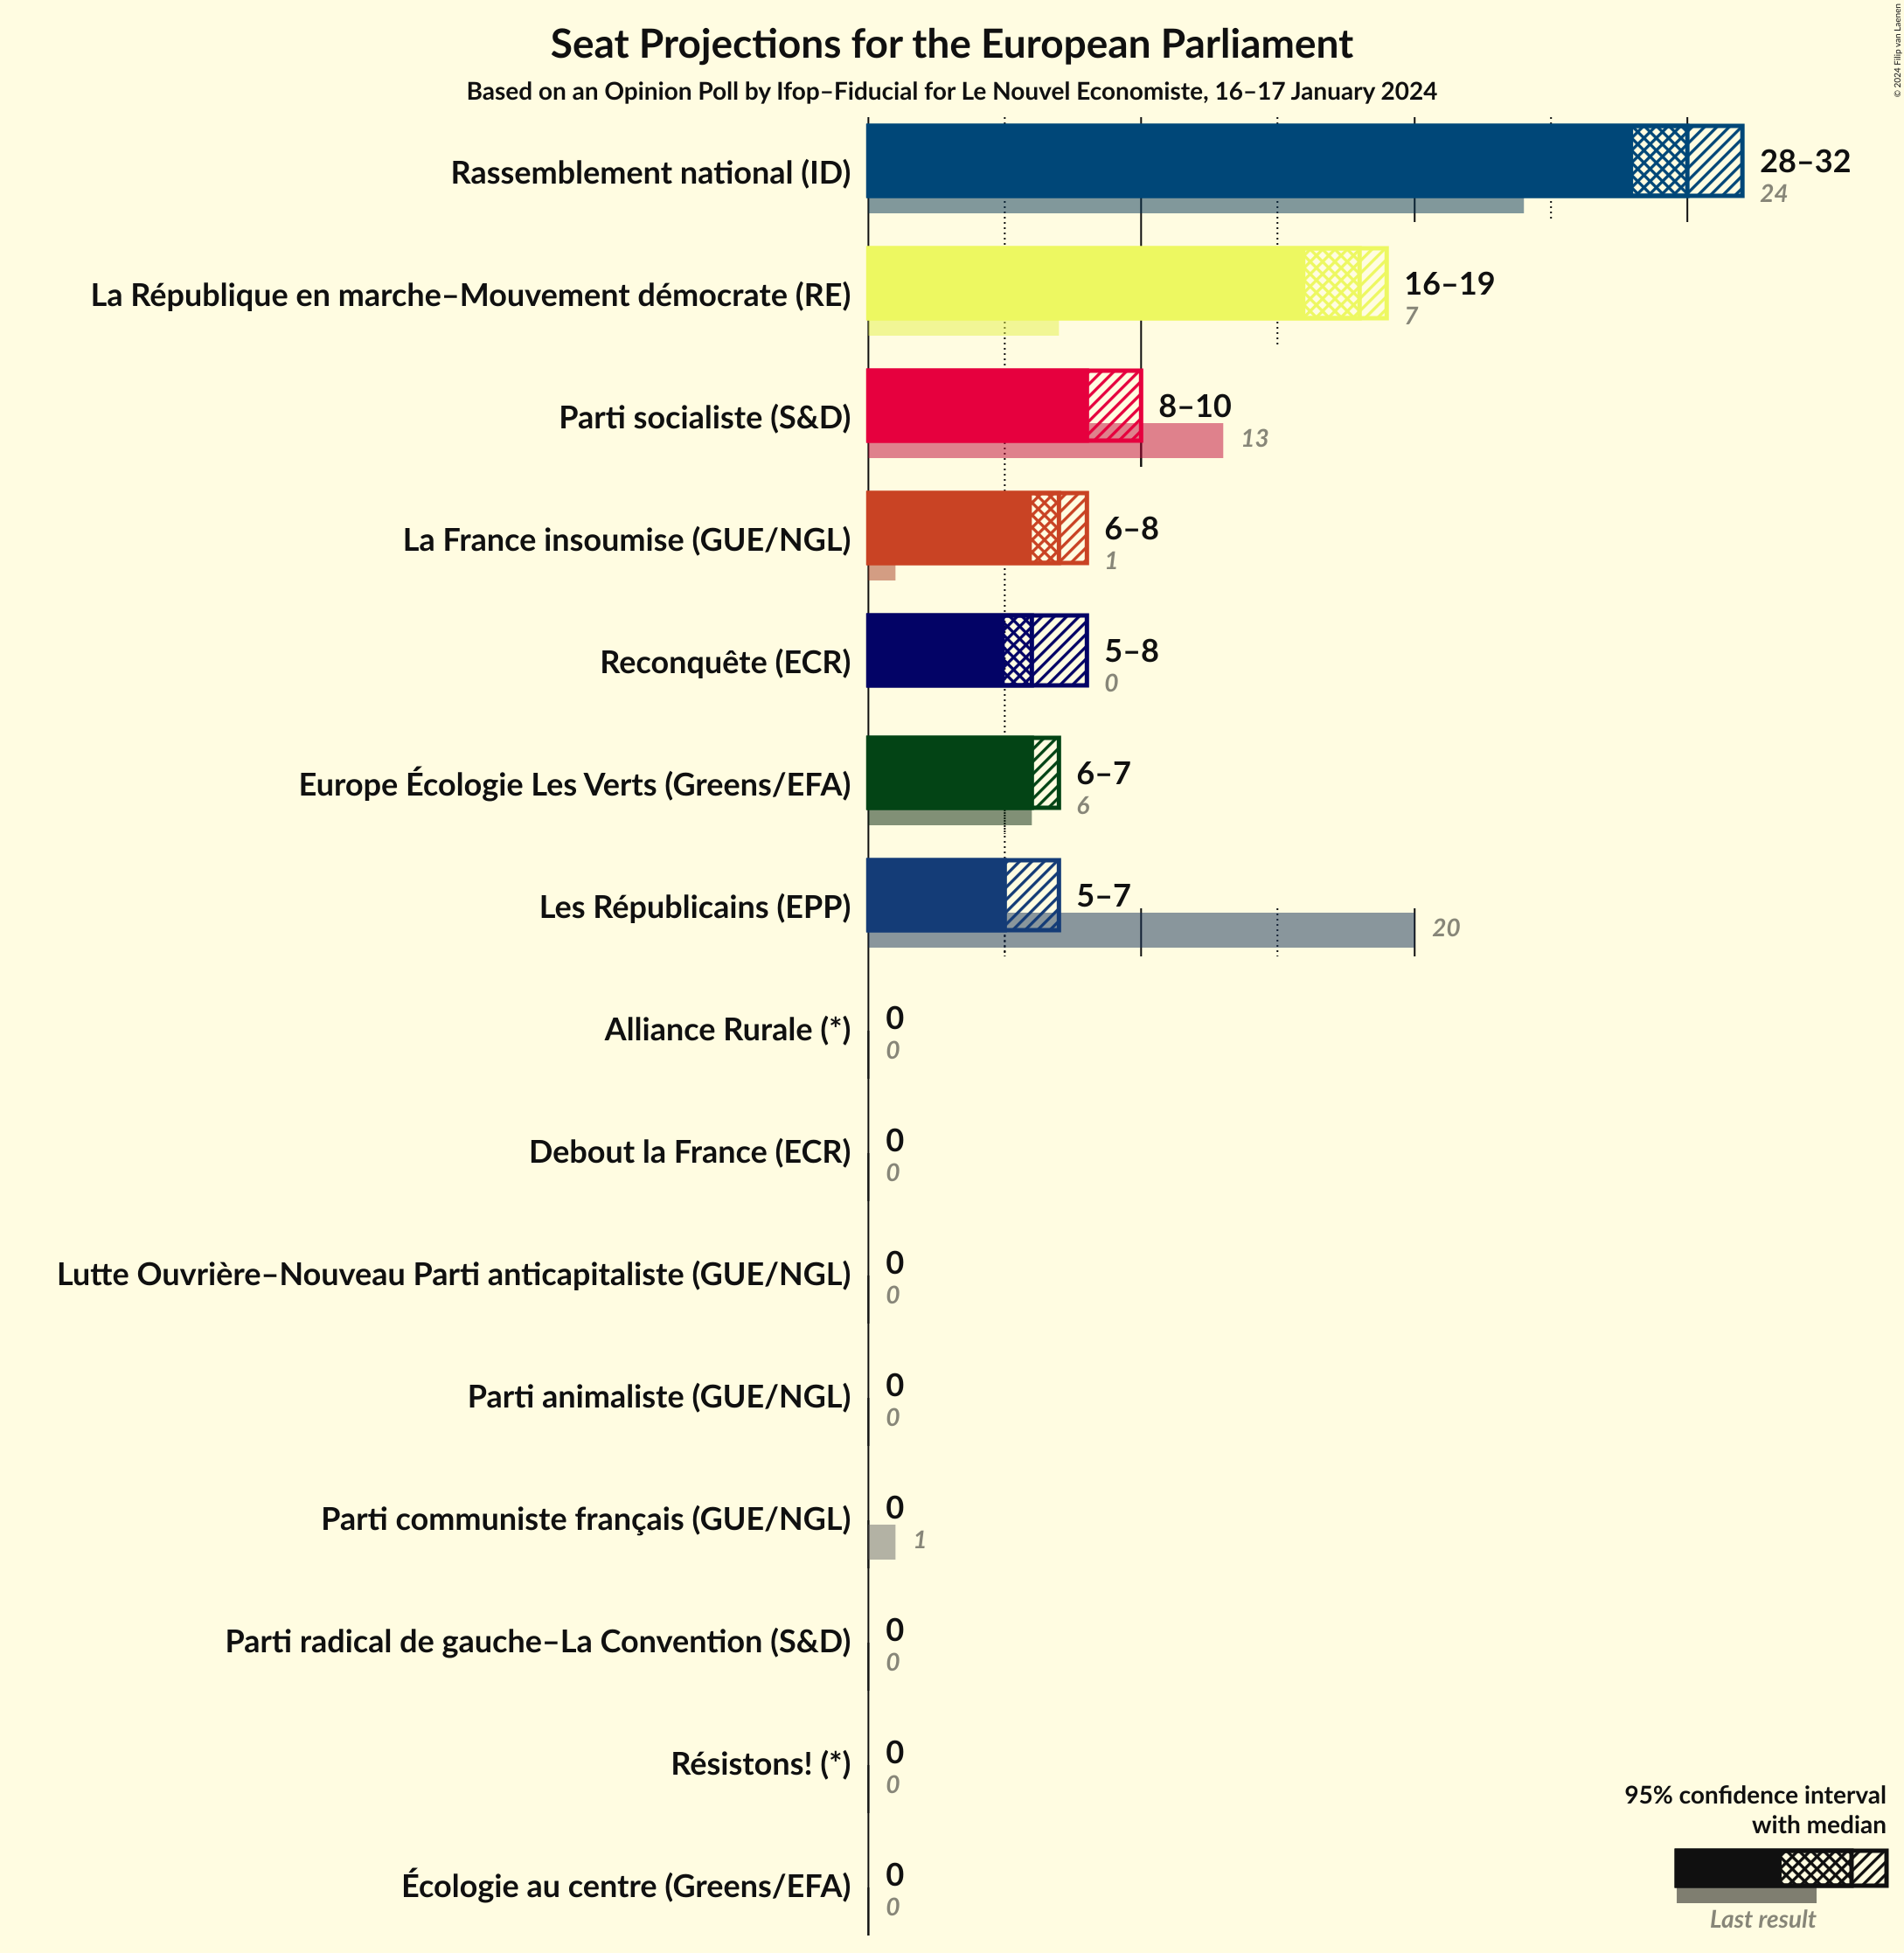 Seat Projections for the European Parliament
Based on an Opinion Poll by Ifop–Fiducial for Le Nouvel Economiste, 16–17 January 2024
© 2024 Filip van Laenen
Rassemblement national (ID)
28–32
24
La République en marche–Mouvement démocrate (RE)
16–19
7
Parti socialiste (S&D)
8–10
13
La France insoumise (GUE/NGL)
6–8
1
Reconquête (ECR)
5–8
0
Europe Écologie Les Verts (Greens/EFA)
6–7
6
Les Républicains (EPP)
5–7
20
Alliance Rurale (*)
0
0
Debout la France (ECR)
0
0
Lutte Ouvrière–Nouveau Parti anticapitaliste (GUE/NGL)
0
0
Parti animaliste (GUE/NGL)
0
0
Parti communiste français (GUE/NGL)
0
1
Parti radical de gauche–La Convention (S&D)
0
0
Résistons! (*)
0
0
Écologie au centre (Greens/EFA)
0
0
95% confidence interval
with median
Last result